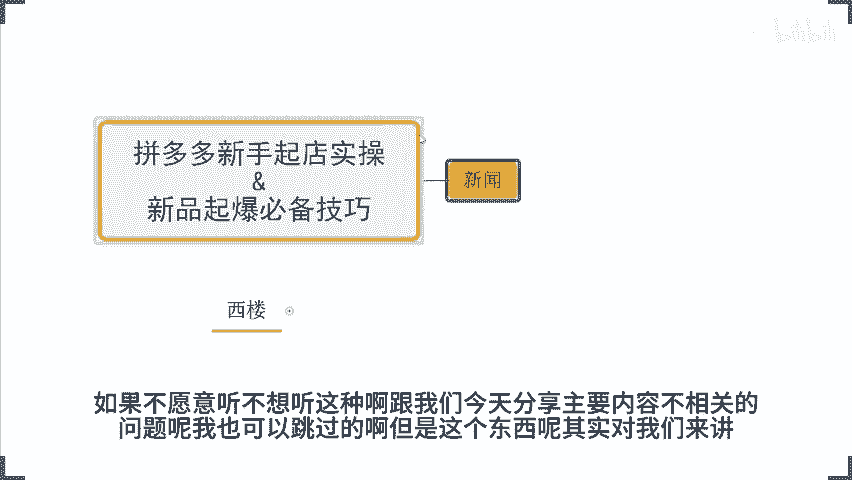 拼多多新手起店实操
&
新品起爆必备技巧
新闻
西楼
如果不愿意听不想听这种啊跟我们今天分享主要内容不相关的
问题呢我也可以跳过的啊但是这个东西呢其实对我们来讲